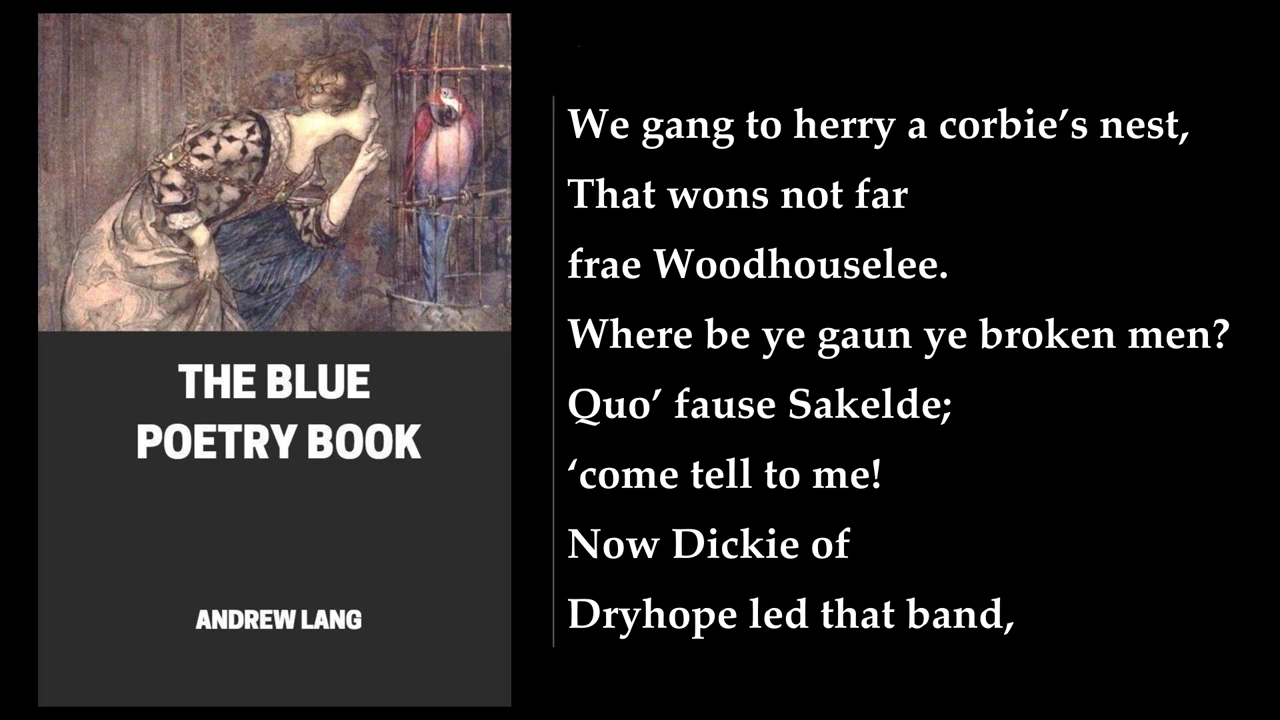 THE BLUE
POETRY BOOK
ANDREW LANG
We gang to herry a corbie’s nest,
That wons not far
frae Woodhouselee.
Where be ye gaun ye broken men?
Quo’ fause Sakelde;
‘come tell to me!
Now Dickie of
Dryhope led that band,